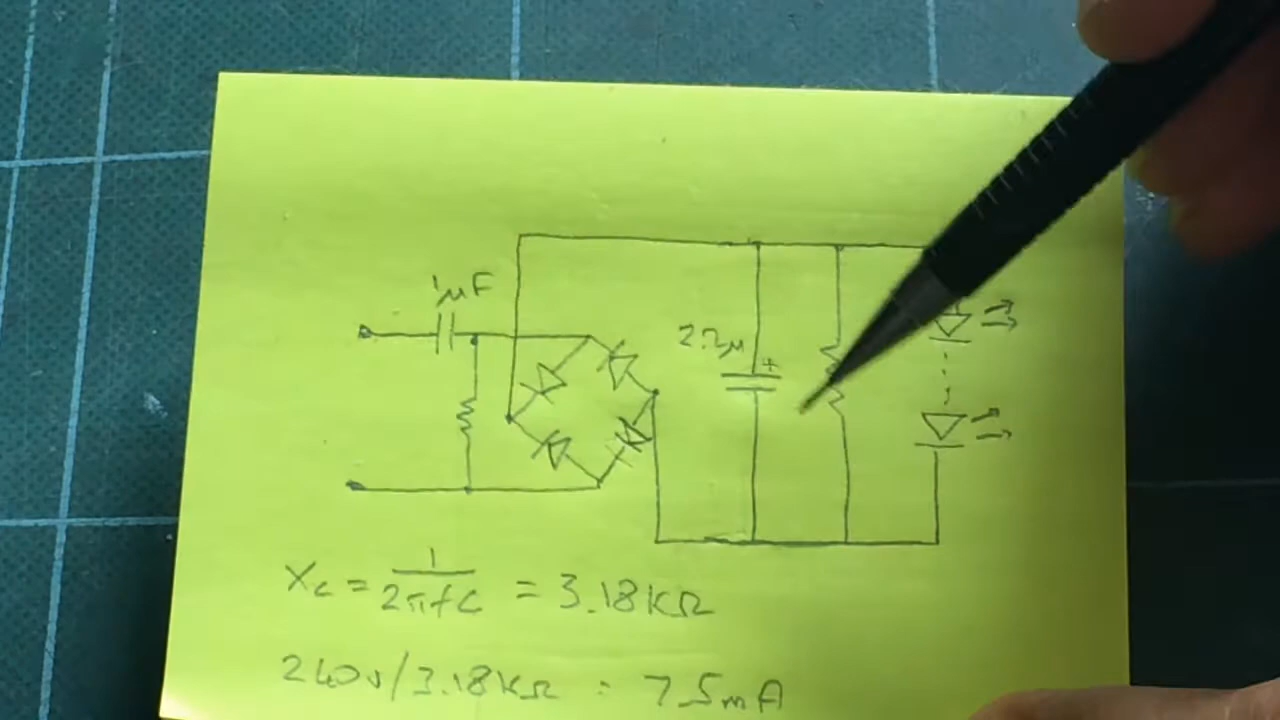 1µF
2.2µ
+
Xc = 1/2πfC = 3.18KΩ
240v/3.18KΩ = 75mA